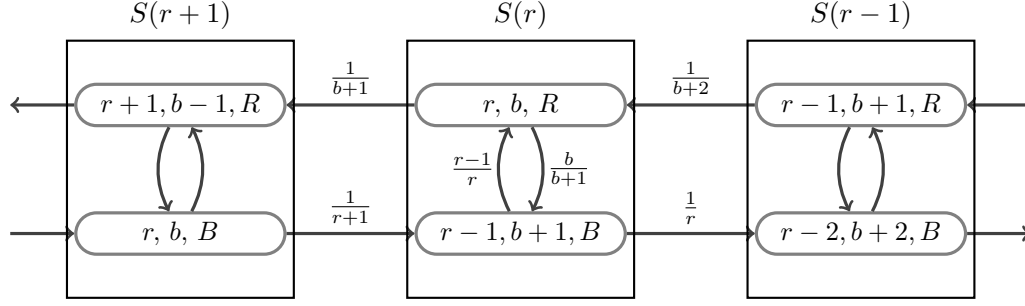 S(r + 1) S(r) S(r − 1)
1/(b+1) 1/(b+2)
r + 1, b − 1, R r, b, R r − 1, b + 1, R
(r−1)/r b/(b+1)
1/(r+1) 1/r
r, b, B r − 1, b + 1, B r − 2, b + 2, B